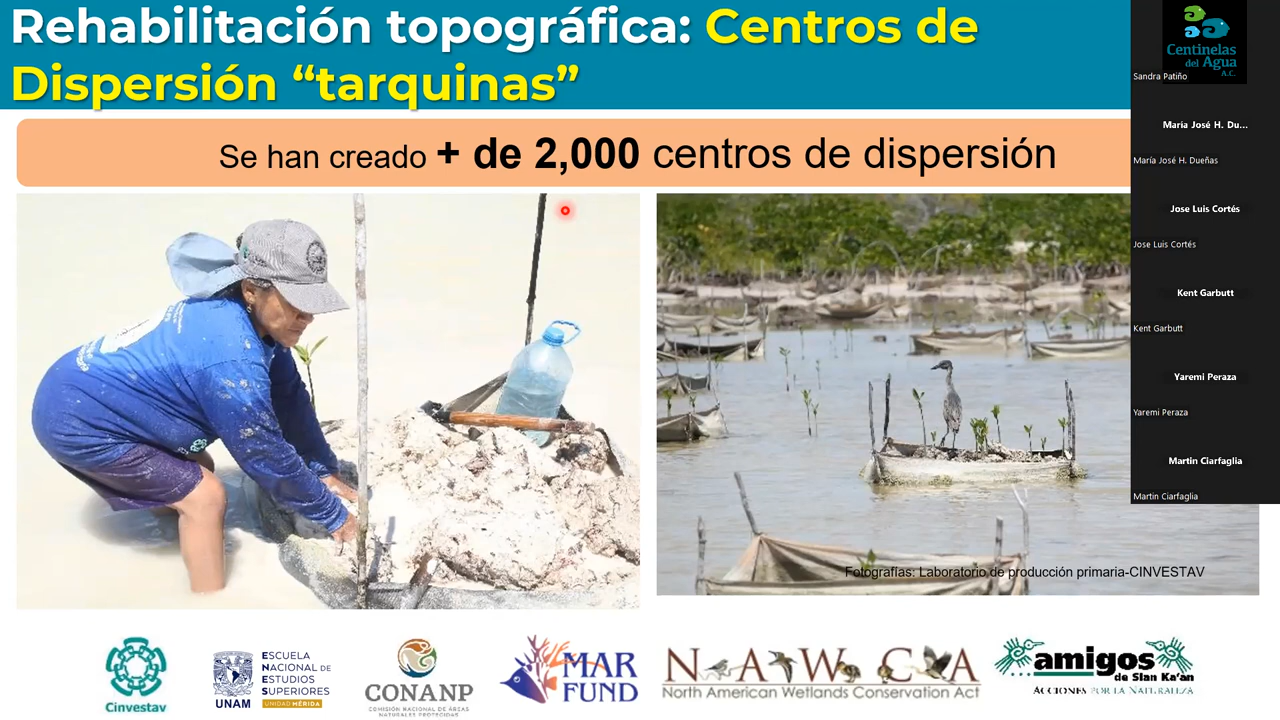 Rehabilitación topográfica: Centros de
Dispersión “tarquinas”
Se han creado + de 2,000 centros de dispersión
Fotografías: Laboratorio de producción primaria-CINVESTAV
Centinelas
del Agua
A.C.
Sandra Patiño
María José H. Du...
María José H. Dueñas
Jose Luis Cortés
Jose Luis Cortés
Kent Garbutt
Kent Garbutt
Yaremi Peraza
Yaremi Peraza
Martin Ciarfaglia
Martin Ciarfaglia
Cinvestav
UNAM
ESCUELA
NACIONAL DE
ESTUDIOS
SUPERIORES
UNIDAD MÉRIDA
CONANP
COMISIÓN NACIONAL DE ÁREAS
NATURALES PROTEGIDAS
MAR
FUND
NAWCA
North American Wetlands Conservation Act
amigos
de Sian Ka'an
ACCIONES POR LA NATURALEZA